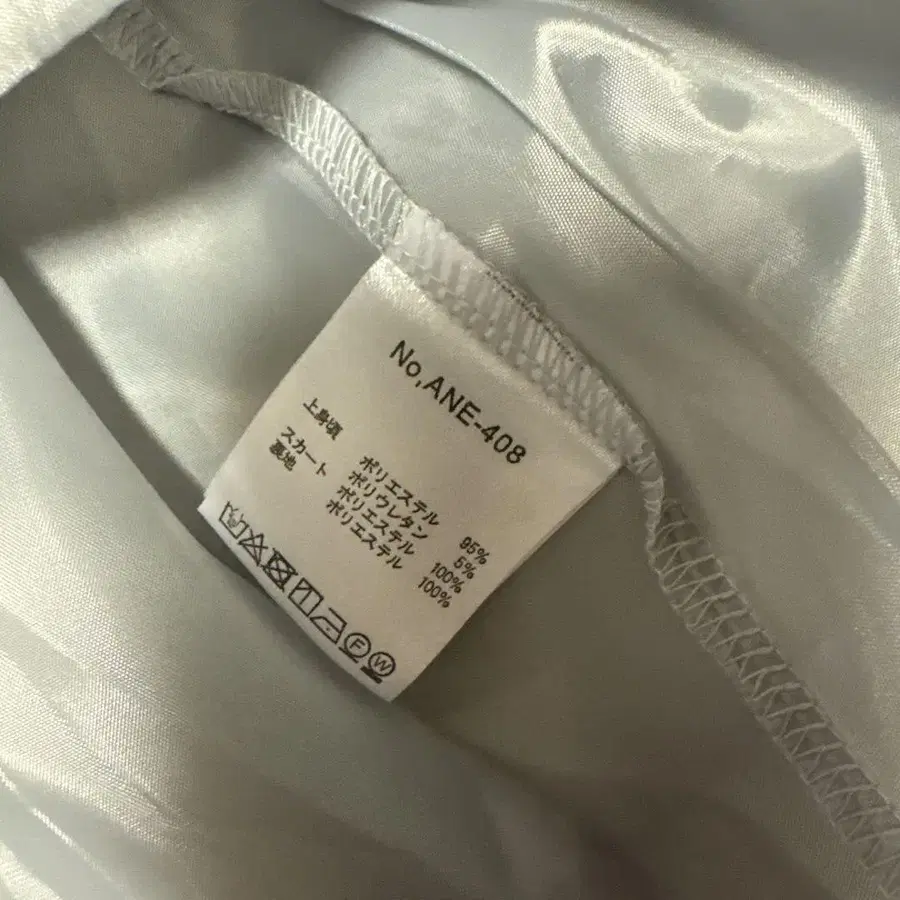 No,ANE-408
上身頃 ポリエステル 95%
ポリウレタン 5%
スカート ポリエステル 100%
裏地 ポリエステル 100%
F W